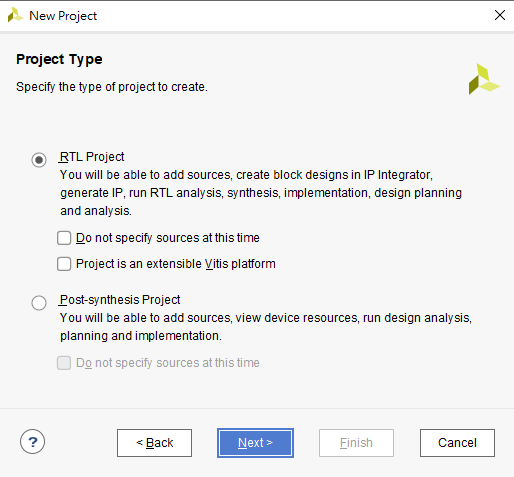 New Project
Project Type
Specify the type of project to create.
RTL Project
You will be able to add sources, create block designs in IP Integrator,
generate IP, run RTL analysis, synthesis, implementation, design planning
and analysis.
Do not specify sources at this time
Project is an extensible Vitis platform
Post-synthesis Project
You will be able to add sources, view device resources, run design analysis,
planning and implementation.
Do not specify sources at this time
?
< Back
Next >
Finish
Cancel